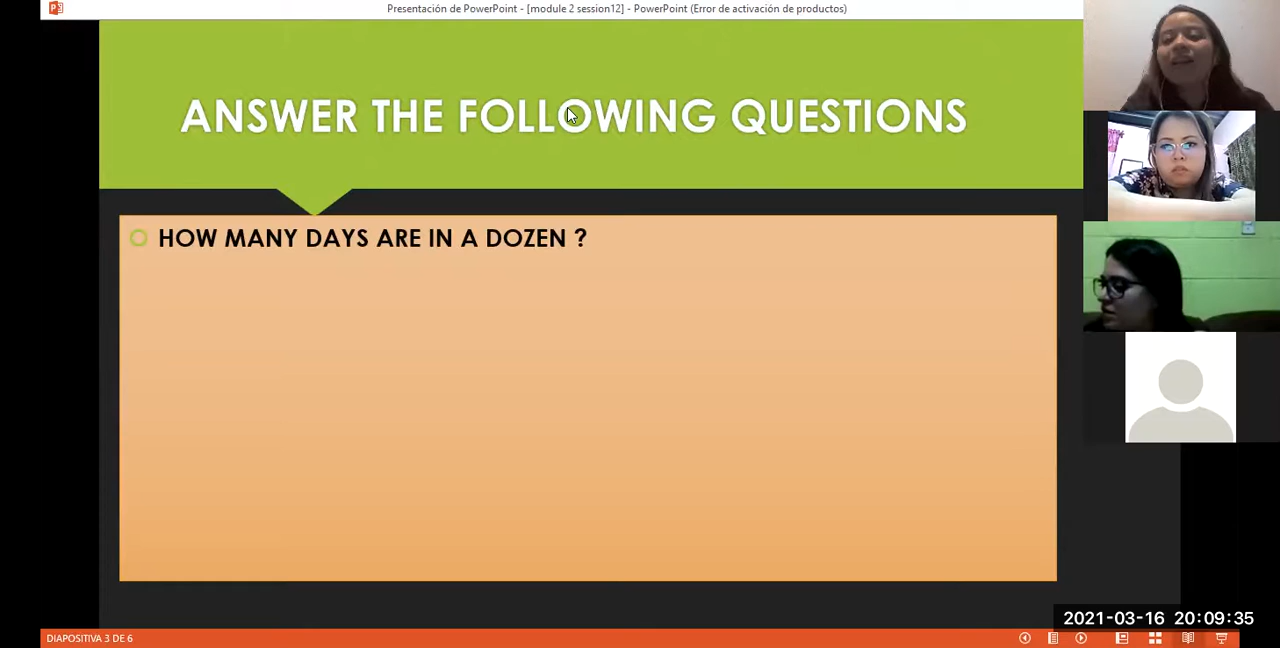 Presentación de PowerPoint - [module 2 session12] - PowerPoint (Error de activación de productos)
ANSWER THE FOLLOWING QUESTIONS
HOW MANY DAYS ARE IN A DOZEN ?
2021-03-16 20:09:35
DIAPOSITIVA 3 DE 6